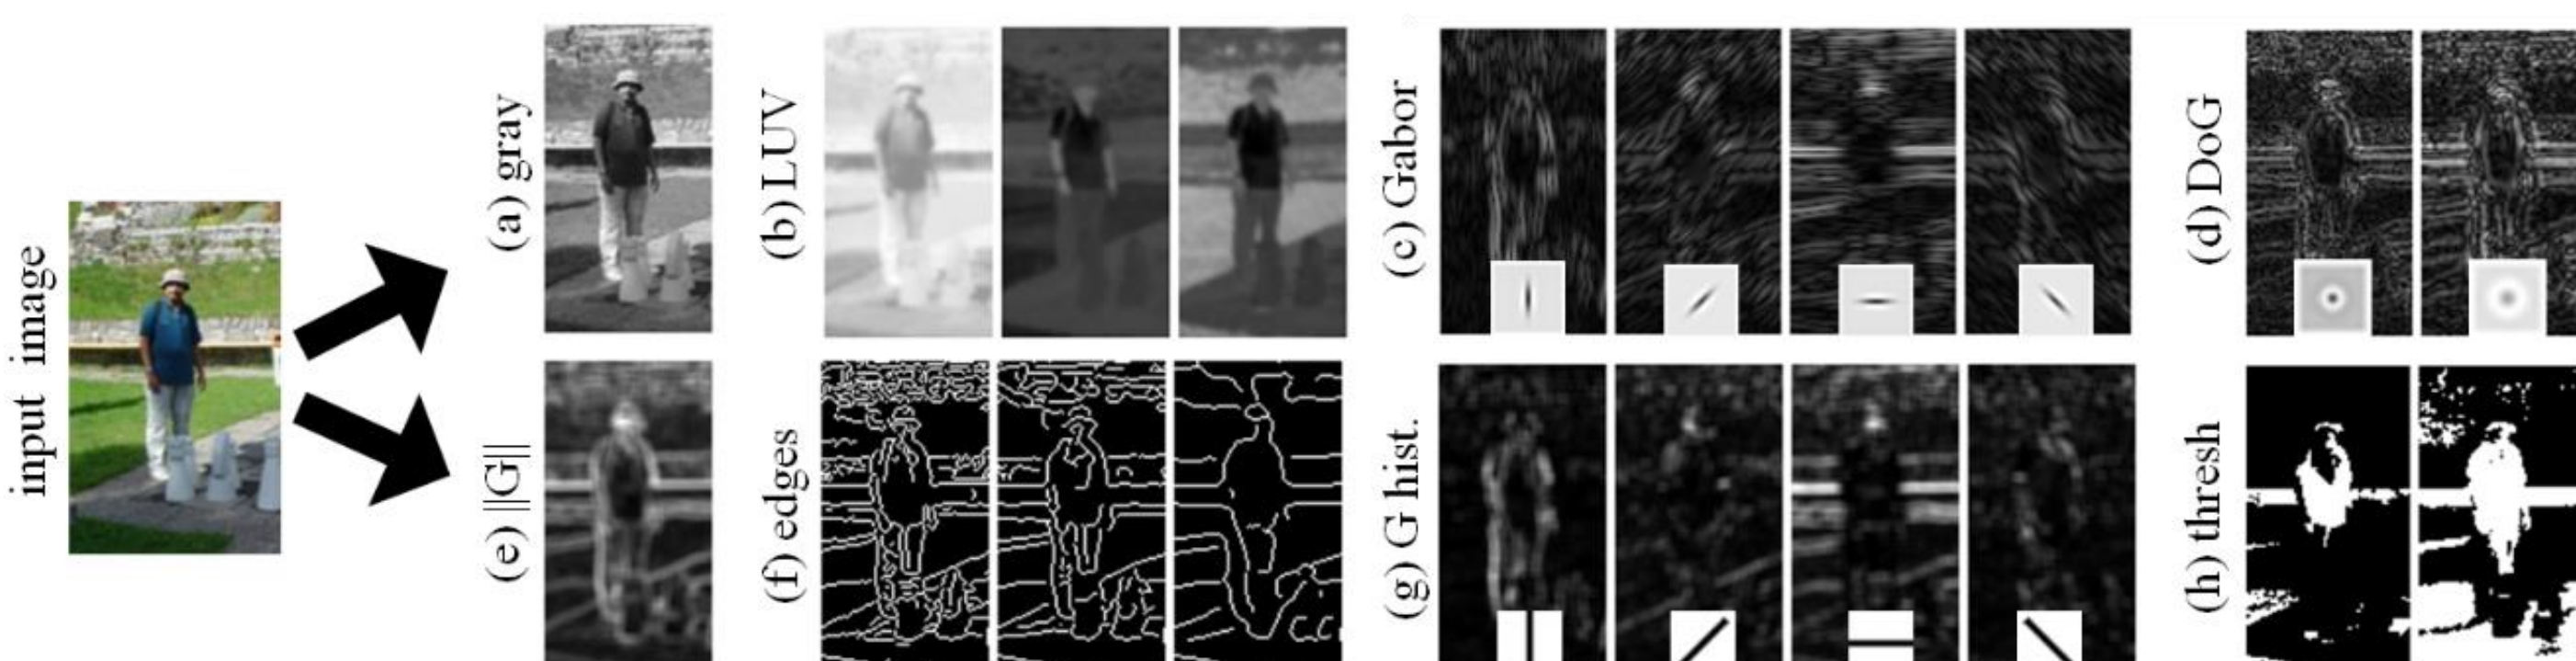 input image
(a) gray
(b) LUV
(c) Gabor
(d) DoG
(e) ||G||
(f) edges
(g) G hist.
(h) thresh